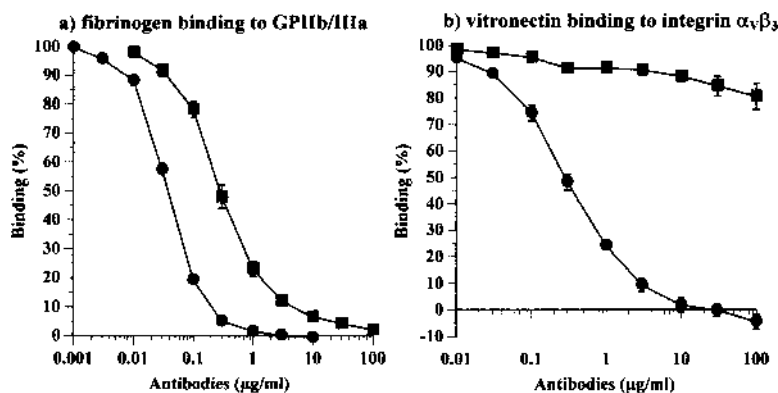 a) fibrinogen binding to GPIIb/IIIa
100
90
80
70
60
50
40
30
20
10
0
Binding (%)
0.001 0.01 0.1 1 10 100
Antibodies (µg/ml)
b) vitronectin binding to integrin αvβ3
100
90
80
70
60
50
40
30
20
10
0
-10
Binding (%)
0.01 0.1 1 10 100
Antibodies (µg/ml)